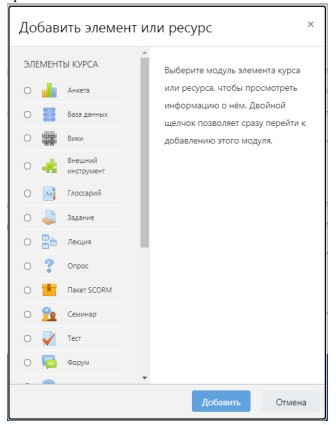 Добавить элемент или ресурс ×
ЭЛЕМЕНТЫ КУРСА
Анкета
База данных
Вики
Внешний
инструмент
Глоссарий
Задание
Лекция
Опрос
Пакет SCORM
Семинар
Тест
Форум
Выберите модуль элемента курса
или ресурса, чтобы просмотреть
информацию о нём. Двойной
щелчок позволяет сразу перейти к
добавлению этого модуля.
Добавить
Отмена